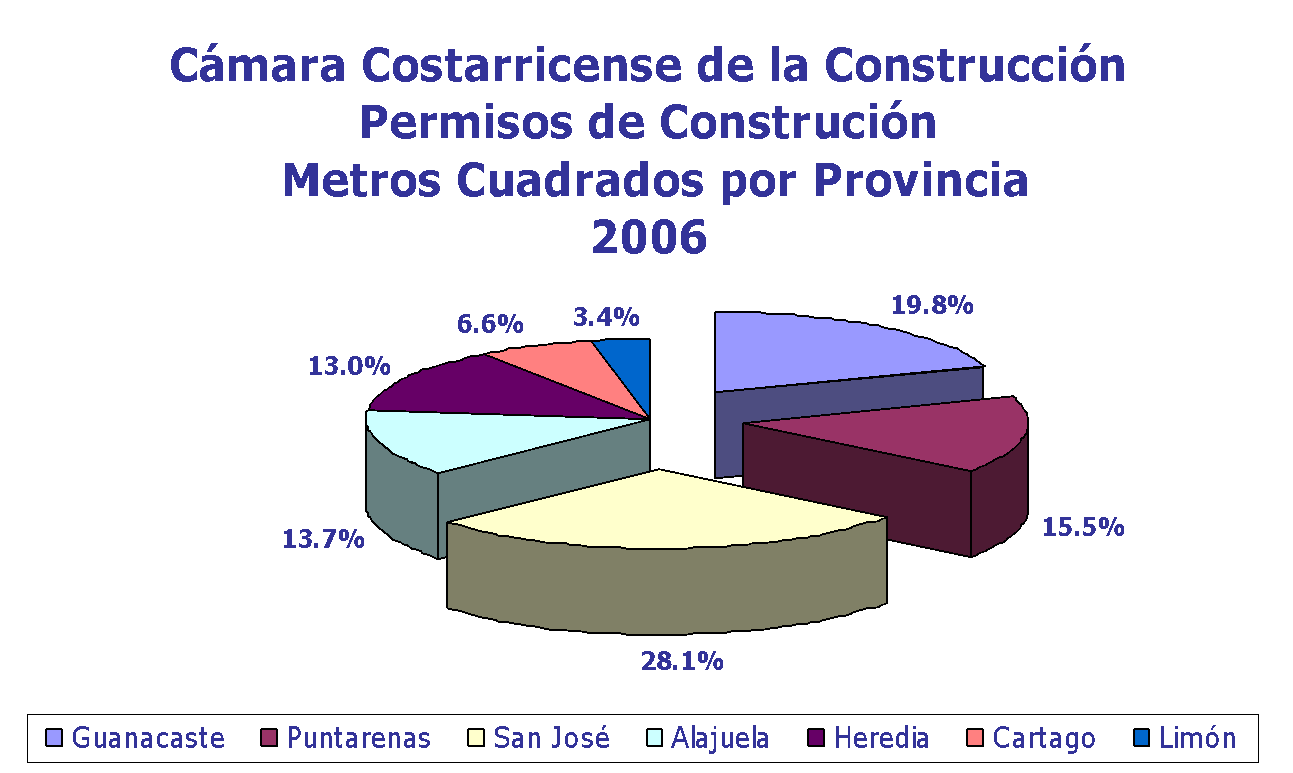 Cámara Costarricense de la Construcción
Permisos de Construción
Metros Cuadrados por Provincia
2006
19.8%
3.4%
6.6%
13.0%
15.5%
13.7%
28.1%
Guanacaste Puntarenas San José Alajuela Heredia Cartago Limón